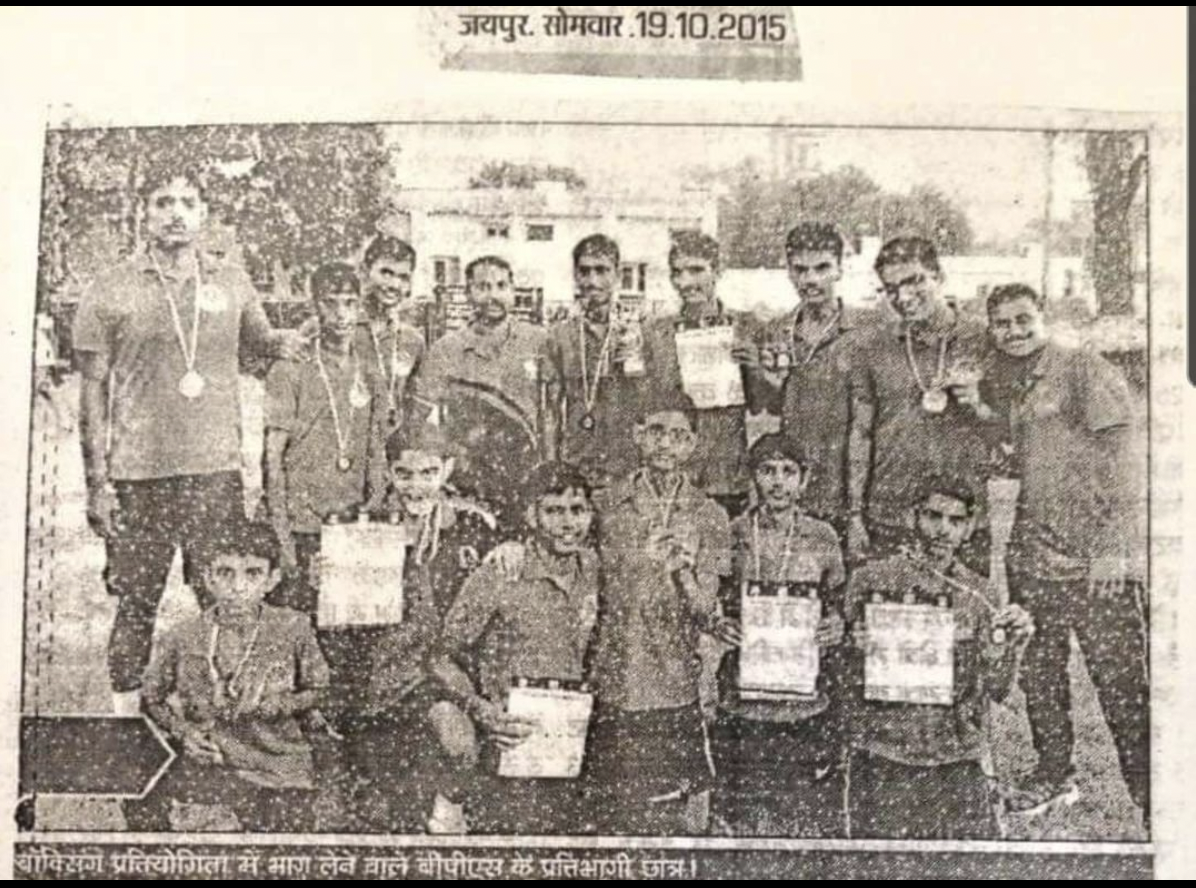 जयपुर. सोमवार .19.10.2015
बॉक्सिंग प्रतियोगिता में भाग लेने वाले बीपीएस के प्रतिभागी छात्र।